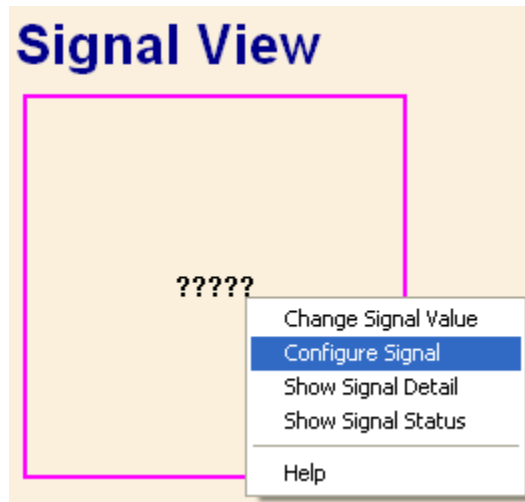 Signal View
?????
Change Signal Value
Configure Signal
Show Signal Detail
Show Signal Status
Help